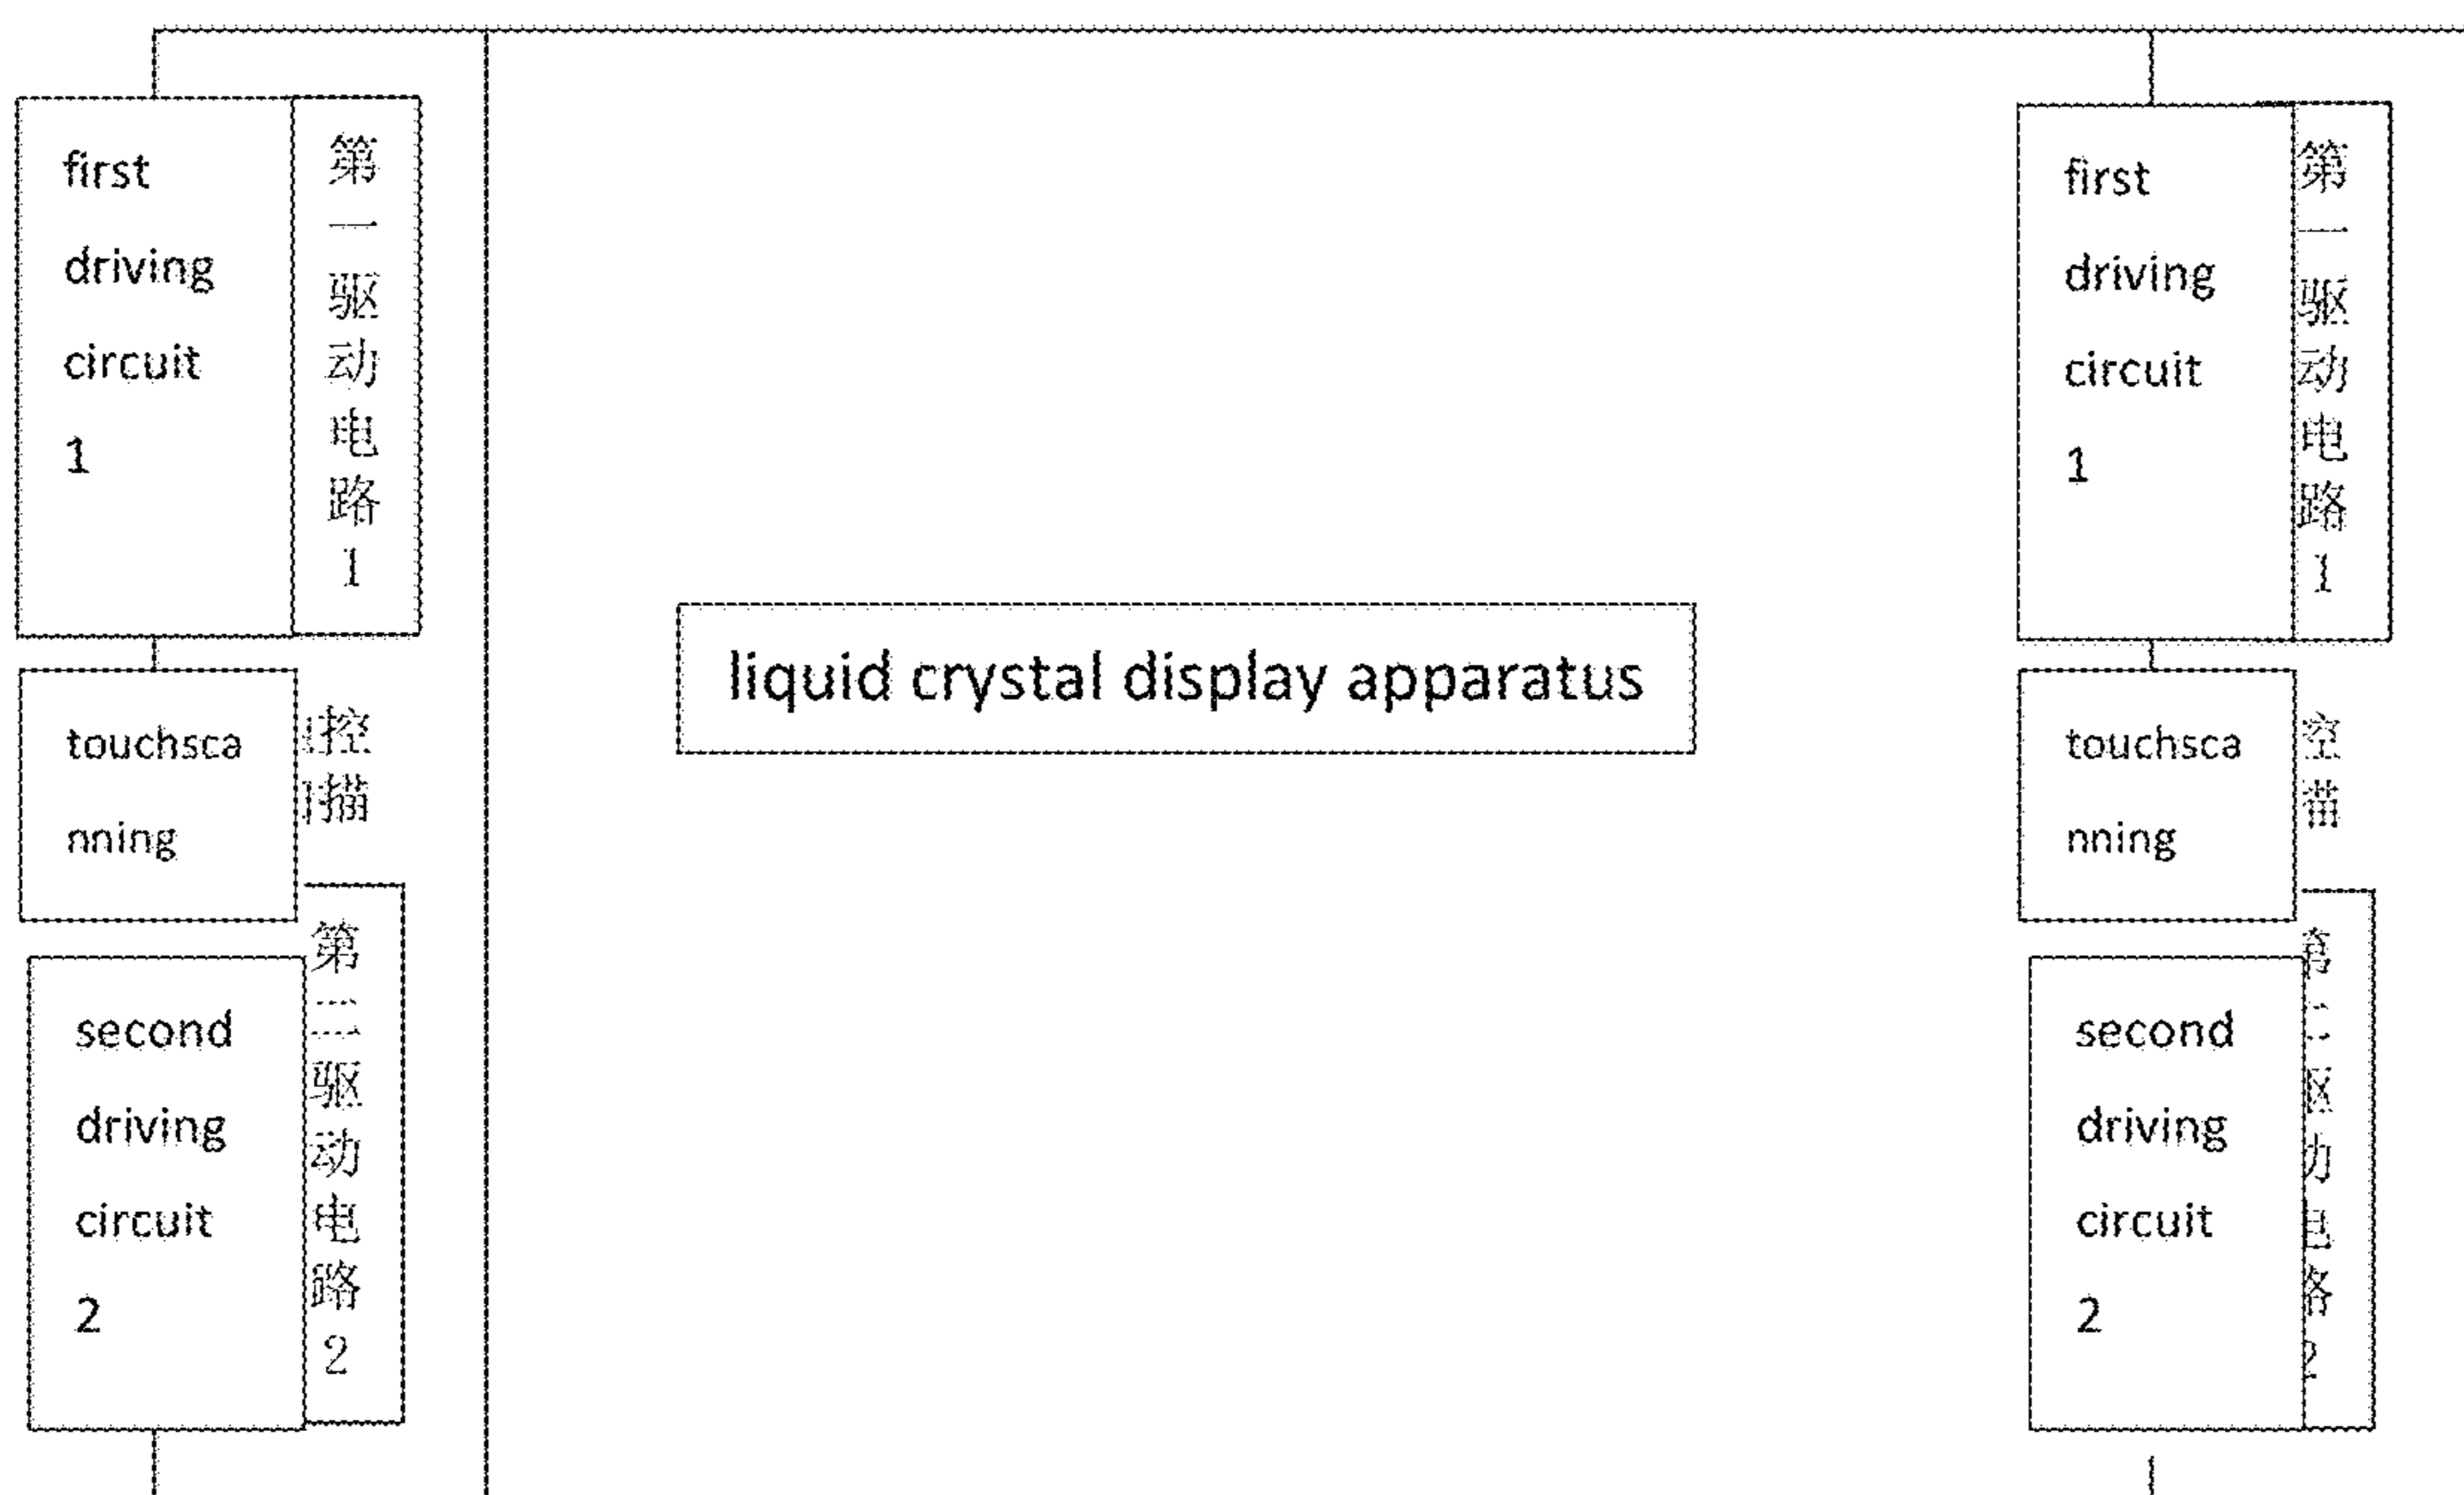 first
driving
circuit
1
第一驱动电路1
touchsca
nning
控
描
second
driving
circuit
2
第二驱动电路2
liquid crystal display apparatus
first
driving
circuit
1
第一驱动电路1
touchsca
nning
second
driving
circuit
2